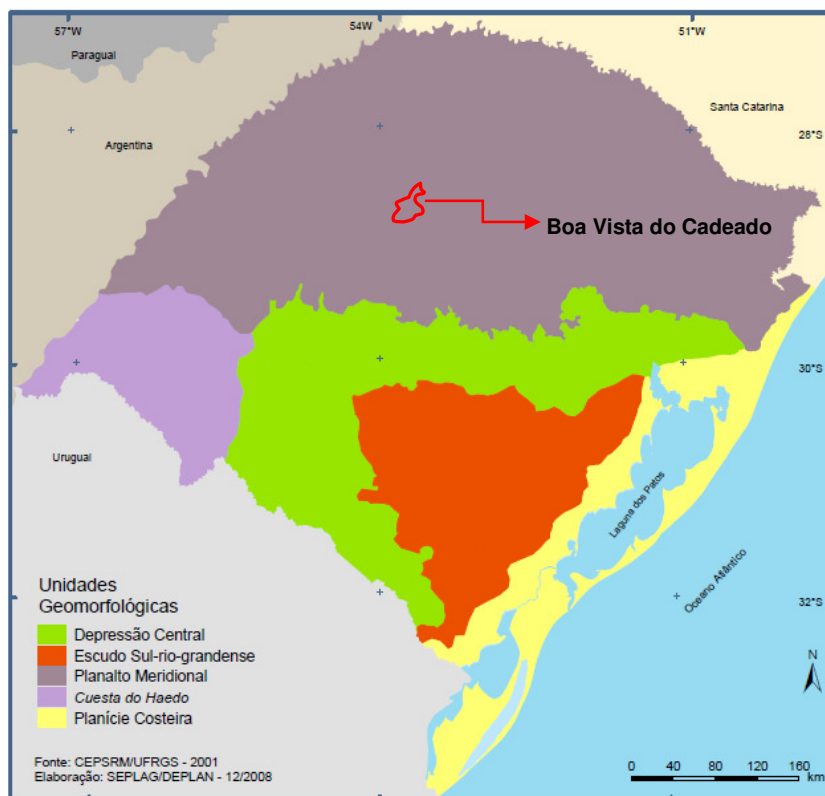 57°W
54°W
51°W
Paraguai
Santa Catarina
28°S
Argentina
Boa Vista do Cadeado
30°S
Uruguai
Laguna dos Patos
Oceano Atlântico
32°S
Unidades
Geomorfológicas
Depressão Central
Escudo Sul-rio-grandense
Planalto Meridional
Cuesta do Haedo
Planície Costeira
N
Fonte: CEPSRM/UFRGS - 2001
Elaboração: SEPLAG/DEPLAN - 12/2008
0 40 80 120 160
km